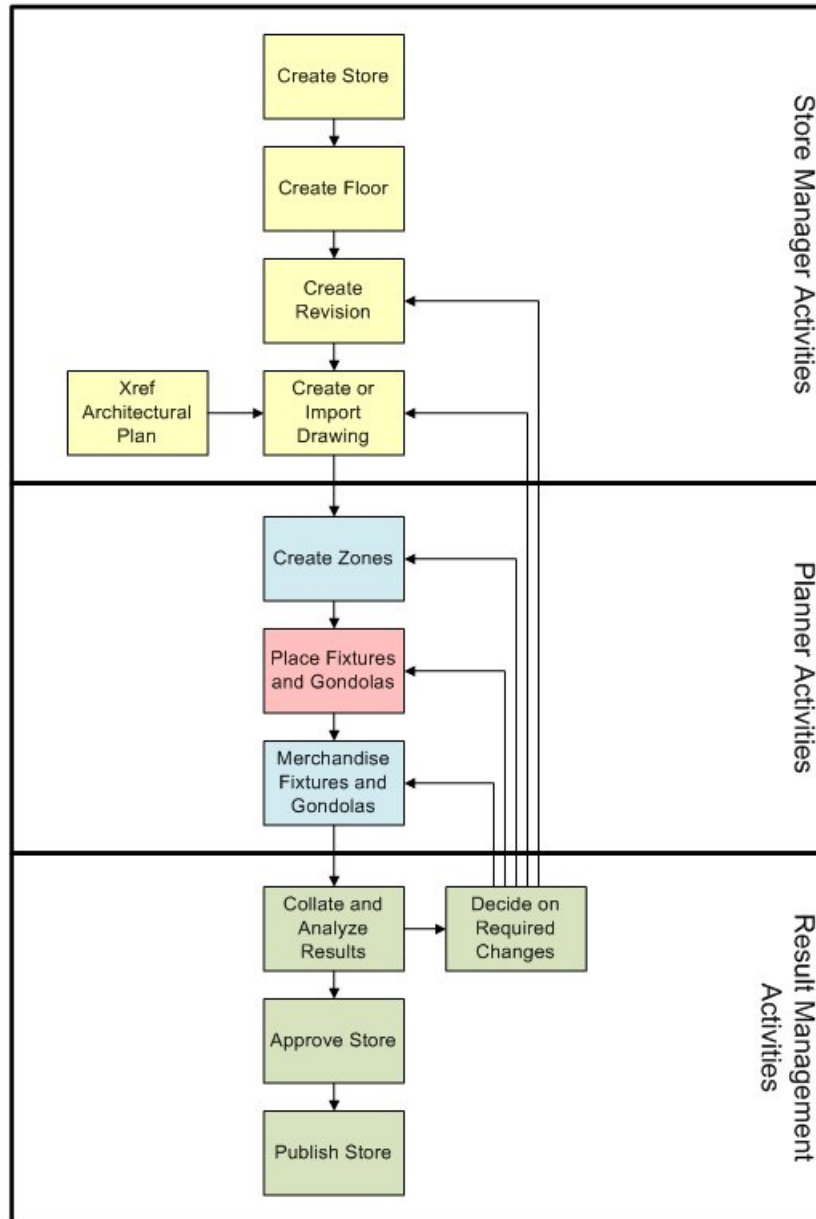 Create Store
Create Floor
Create
Revision
Xref
Architectural
Plan
Create or
Import
Drawing
Store Manager Activities
Create Zones
Place Fixtures
and Gondolas
Merchandise
Fixtures and
Gondolas
Planner Activities
Collate and
Analyze
Results
Decide on
Required
Changes
Approve Store
Publish Store
Result Management
Activities